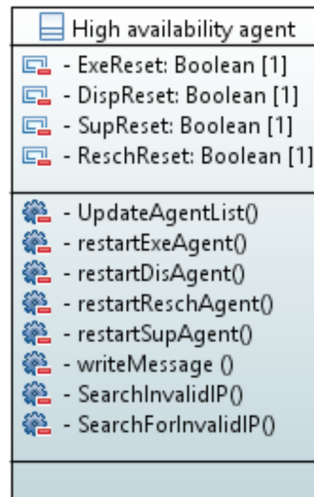 High availability agent
- ExeReset: Boolean [1]
- DispReset: Boolean [1]
- SupReset: Boolean [1]
- ReschReset: Boolean [1]
- UpdateAgentList()
- restartExeAgent()
- restartDisAgent()
- restartReschAgent()
- restartSupAgent()
- writeMessage ()
- SearchInvalidIP()
- SearchForInvalidIP()